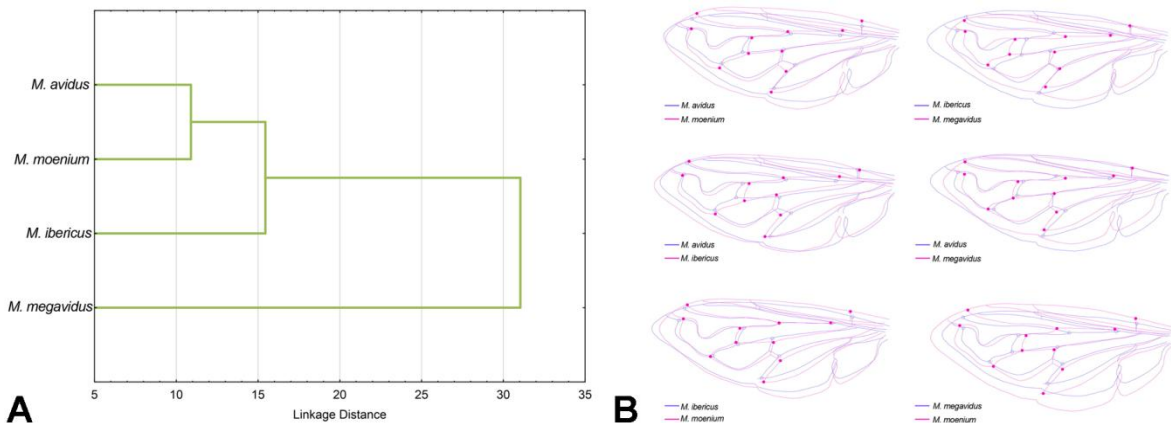 M. avidus
M. moenium
M. ibericus
M. megavidus
5 10 15 20 25 30 35
Linkage Distance
A
M. avidus
M. moenium
M. ibericus
M. megavidus
M. avidus
M. ibericus
M. avidus
M. megavidus
M. ibericus
M. moenium
M. megavidus
M. moenium
B